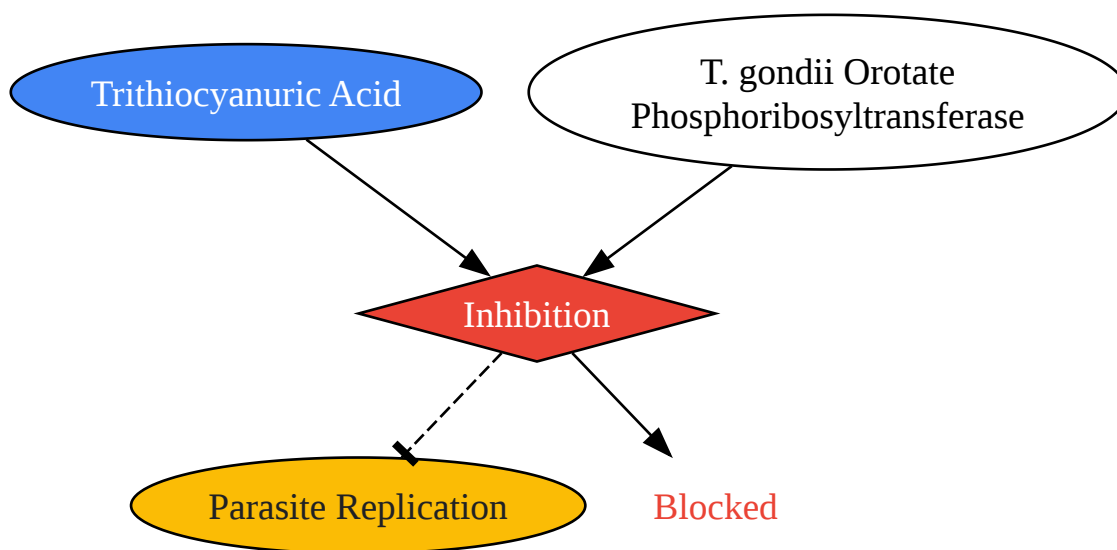 Trithiocyanuric Acid
T. gondii Orotate
Phosphoribosyltransferase
Inhibition
Parasite Replication
Blocked